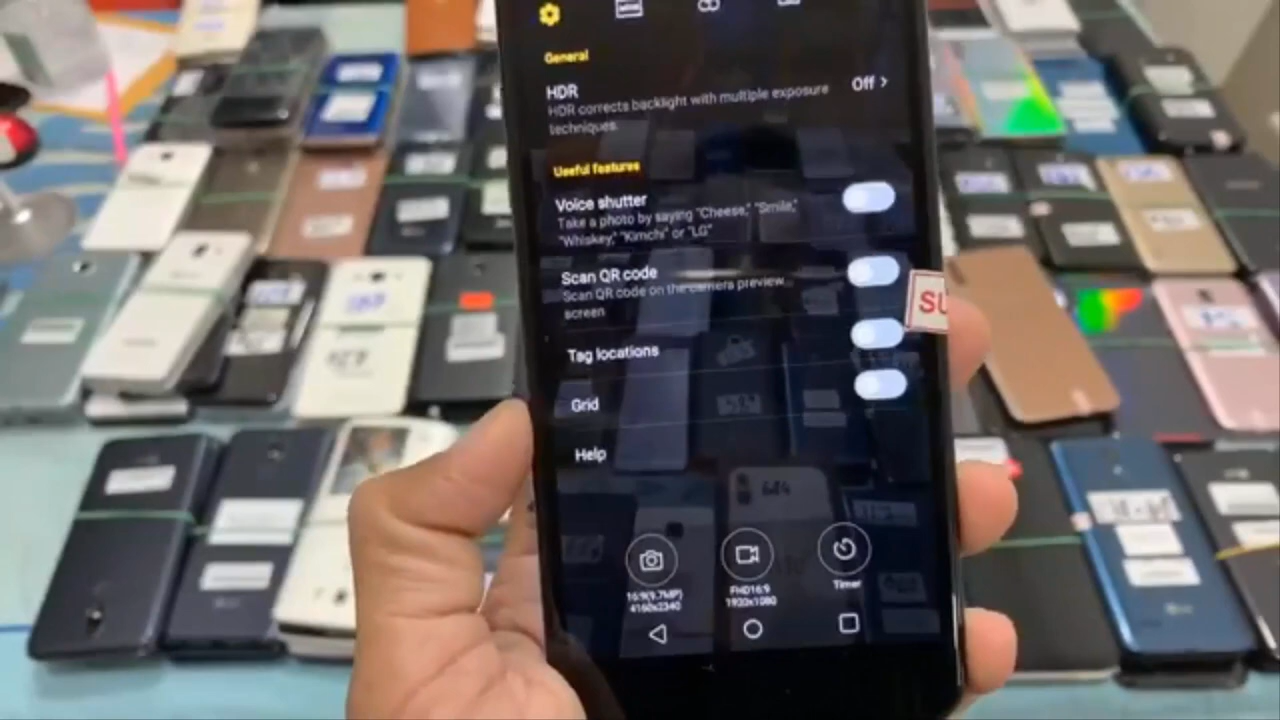 General
HDR
Off >
HDR corrects backlight with multiple exposure
techniques.
Useful features
Voice shutter
Take a photo by saying "Cheese," "Smile,"
"Whiskey," "Kimchi" or "LG"
Scan QR code
Scan QR code on the camera preview
screen
SU
Tag locations
Grid
Help
644
16:9(9.7MP)
4160x2340
FHD16:9
1920x1080
Timer